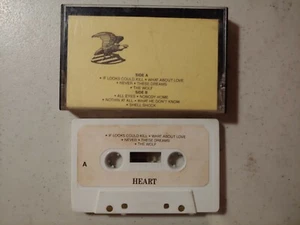 SIDE A
• IF LOOKS COULD KILL • WHAT ABOUT LOVE
• NEVER • THESE DREAMS
• THE WOLF
SIDE B
• ALL EYES • NOBODY HOME
• NOTHIN' AT ALL • WHAT HE DON'T KNOW
• SHELL SHOCK
• IF LOOKS COULD KILL • WHAT ABOUT LOVE
• NEVER • THESE DREAMS
• THE WOLF
A
HEART